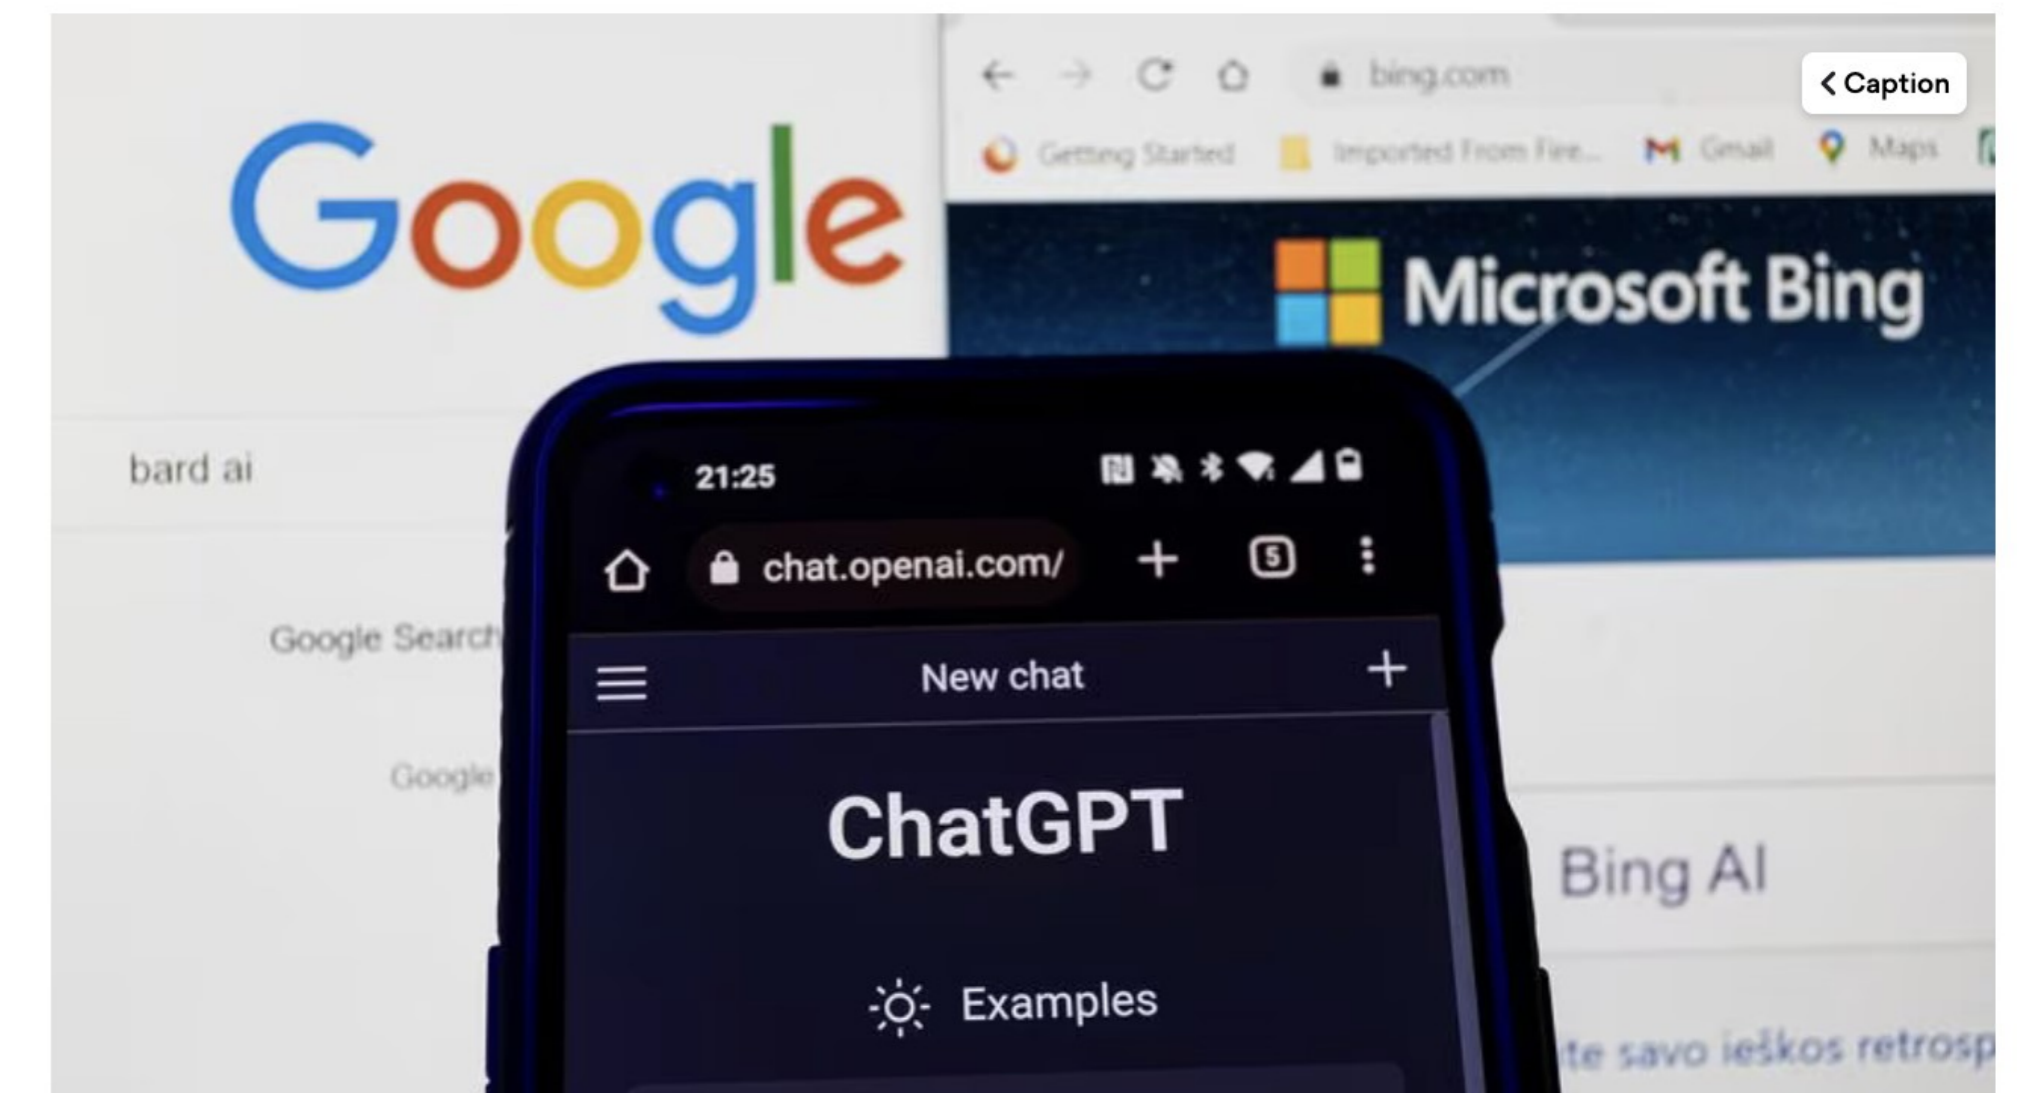 Google
bard ai
Google Search
Google
bing.com
Caption
Getting Started
Imported From Fire...
Gmail
Maps
Microsoft Bing
21:25
chat.openai.com/
5
New chat
ChatGPT
Examples
Bing AI
te savo ieškos retrosp